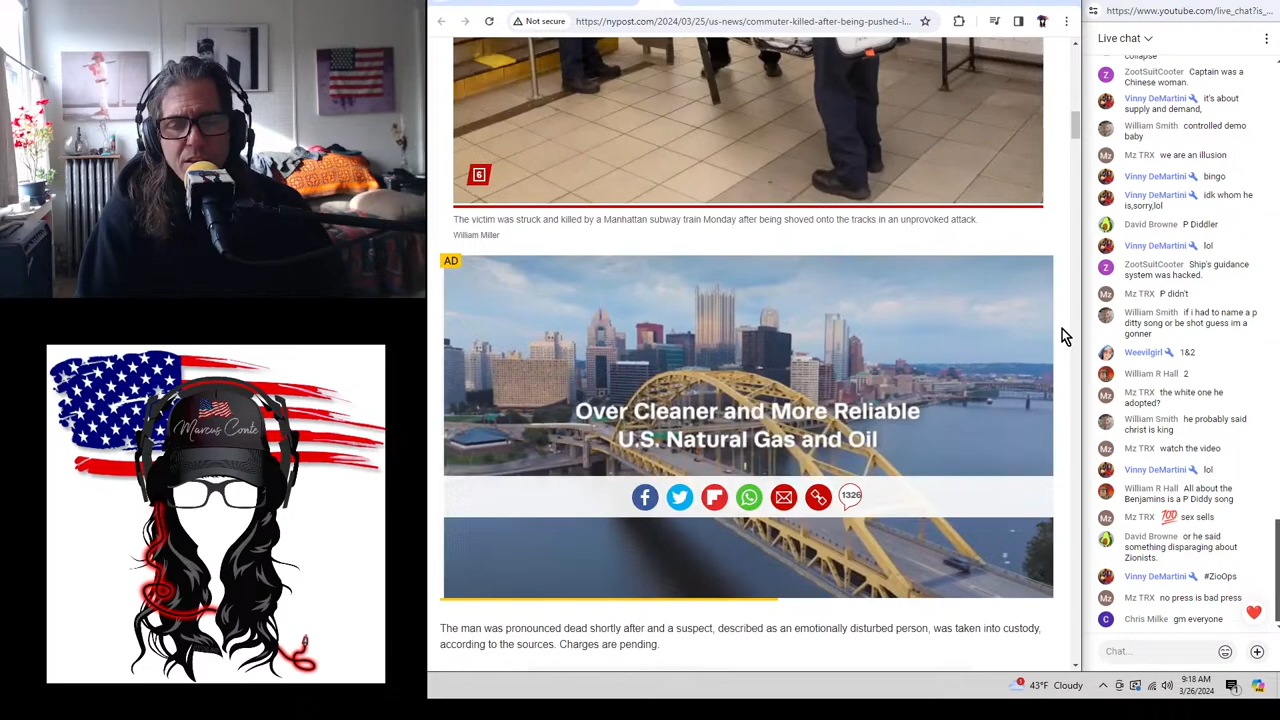 Not secure
https://nypost.com/2024/03/25/us-news/commuter-killed-after-being-pushed-i...
https://www.youtube.com/live_chat?is_...
Live chat
collapse
ZootSuitCooter Captain was a
Chinese woman.
Vinny DeMartini it's about
supply and demand,
William Smith controlled demo
baby
Mz TRX we are an illusion
Vinny DeMartini bingo
Vinny DeMartini idk whom he
is,sorry,lol
David Browne P Diddler
Vinny DeMartini lol
ZootSuitCooter Ship's guidance
system was hacked.
Mz TRX P didn't
William Smith if i had to name a p
ditty song or be shot guess im a
gonner
Weevilgirl 1&2
William R Hall 2
Mz TRX the white one he
adopted?
William Smith he probably said
christ is king
Mz TRX watch the video
Vinny DeMartini lol
William R Hall All about the
Benjamins is a P Diddy song
Mz TRX 💯 sex sells
David Browne or he said
something disparaging about
Zionists.
Vinny DeMartini #ZioOps
Mz TRX no press is bad press
Chris Milke gm everyone
Chat...
6
The victim was struck and killed by a Manhattan subway train Monday after being shoved onto the tracks in an unprovoked attack.
William Miller
AD
Over Cleaner and More Reliable
U.S. Natural Gas and Oil
1326
The man was pronounced dead shortly after and a suspect, described as an emotionally disturbed person, was taken into custody,
according to the sources. Charges are pending.
Marcus Conte
43°F Cloudy
9:18 AM
3/26/2024